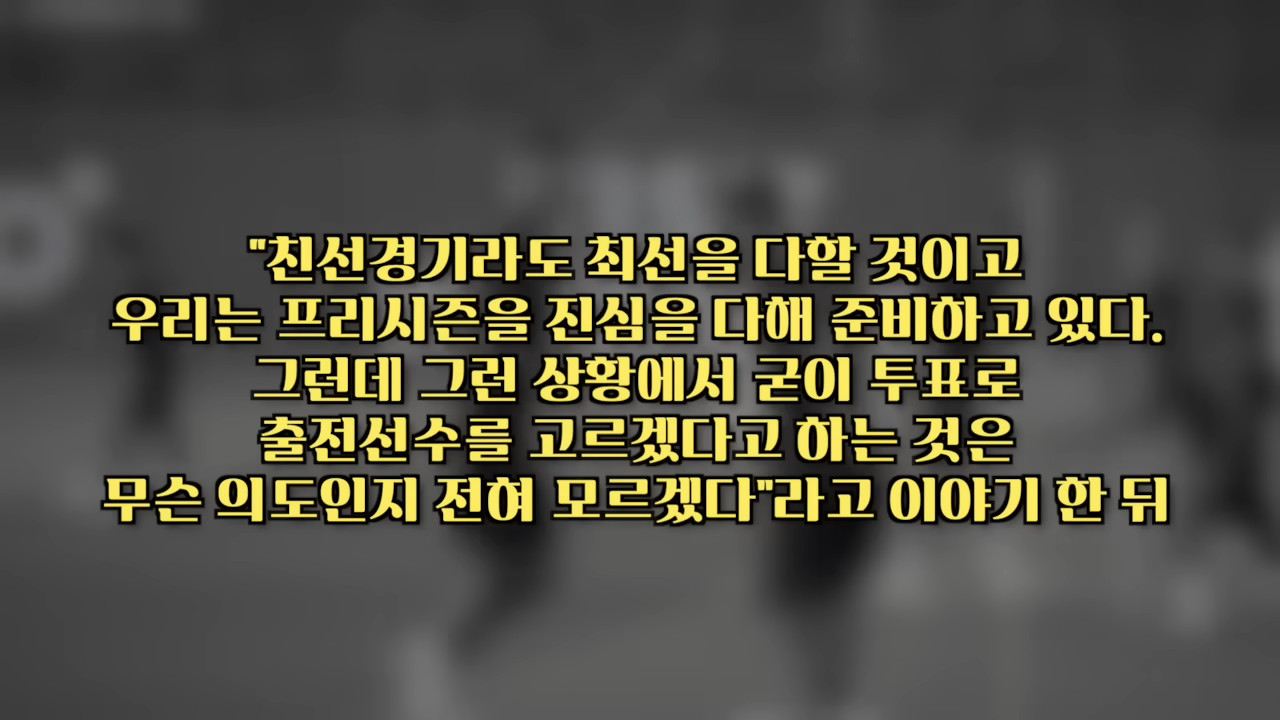 "친선경기라도 최선을 다할 것이고
우리는 프리시즌을 진심을 다해 준비하고 있다.
그런데 그런 상황에서 굳이 투표로
출전선수를 고르겠다고 하는 것은
무슨 의도인지 전혀 모르겠다"라고 이야기 한 뒤